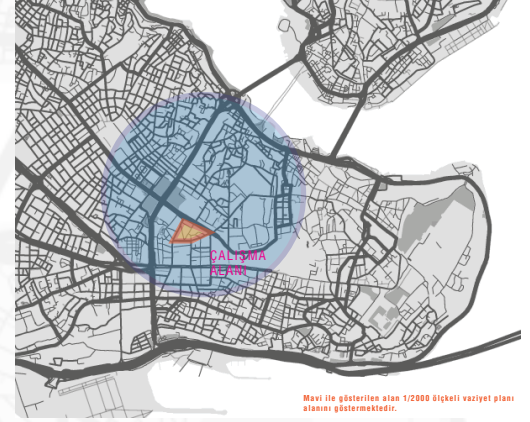 ÇALIŞMA
ALANI
Mavi ile gösterilen alan 1/2000 ölçekli vaziyet planı
alanını göstermektedir.